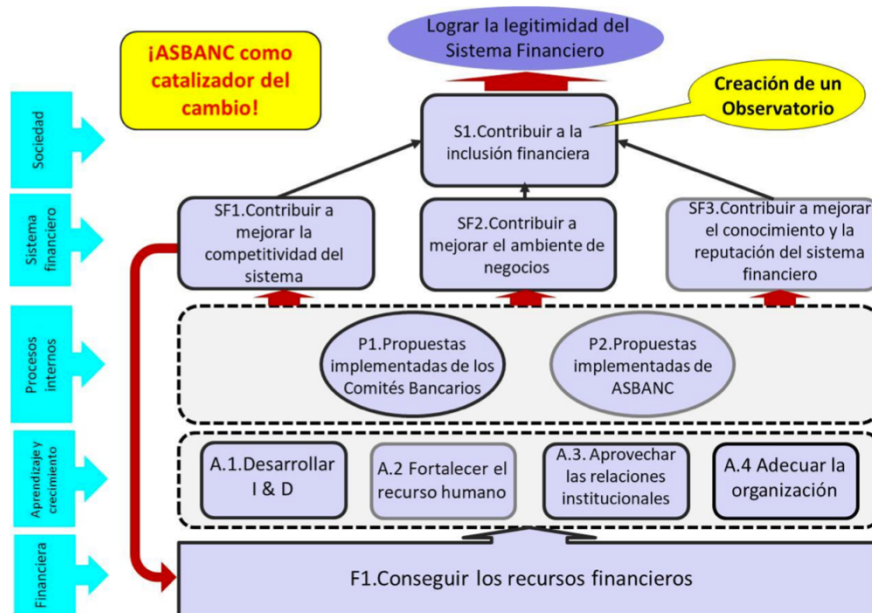 Lograr la legitimidad del
Sistema Financiero
¡ASBANC como
catalizador del
cambio!
Creación de un
Observatorio
Sociedad
S1.Contribuir a la
inclusión financiera
Sistema
financiero
SF1.Contribuir a
mejorar la
competitividad del
sistema
SF2.Contribuir a
mejorar el ambiente de
negocios
SF3.Contribuir a mejorar
el conocimiento y la
reputación del sistema
financiero
Procesos
internos
P1.Propuestas
implementadas de los
Comités Bancarios
P2.Propuestas
implementadas de
ASBANC
Aprendizaje y
crecimiento
A.1.Desarrollar
I & D
A.2 Fortalecer el
recurso humano
A.3. Aprovechar
las relaciones
institucionales
A.4 Adecuar la
organización
Financiera
F1.Conseguir los recursos financieros